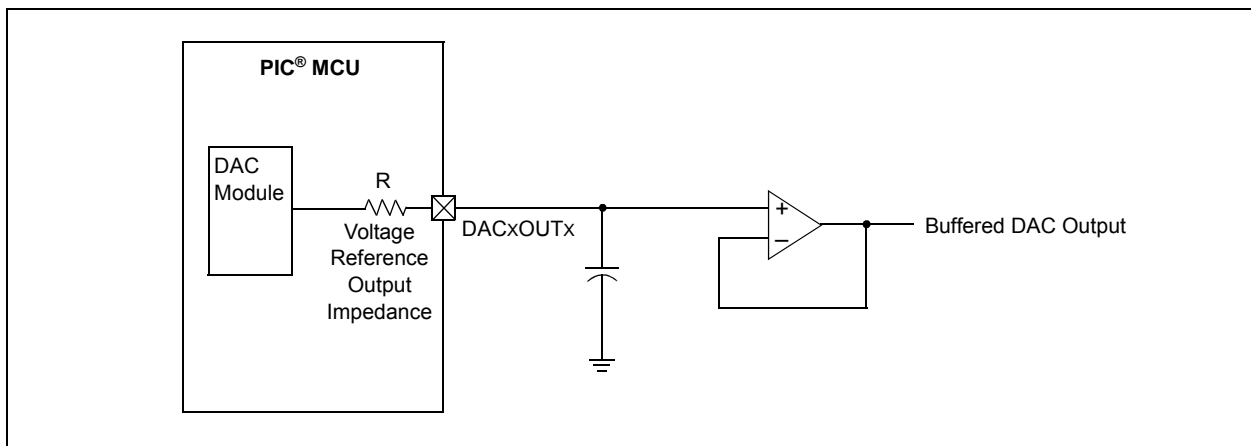 PIC® MCU
DAC
Module
R
Voltage
Reference
Output
Impedance
DACxOUTx
+
–
Buffered DAC Output